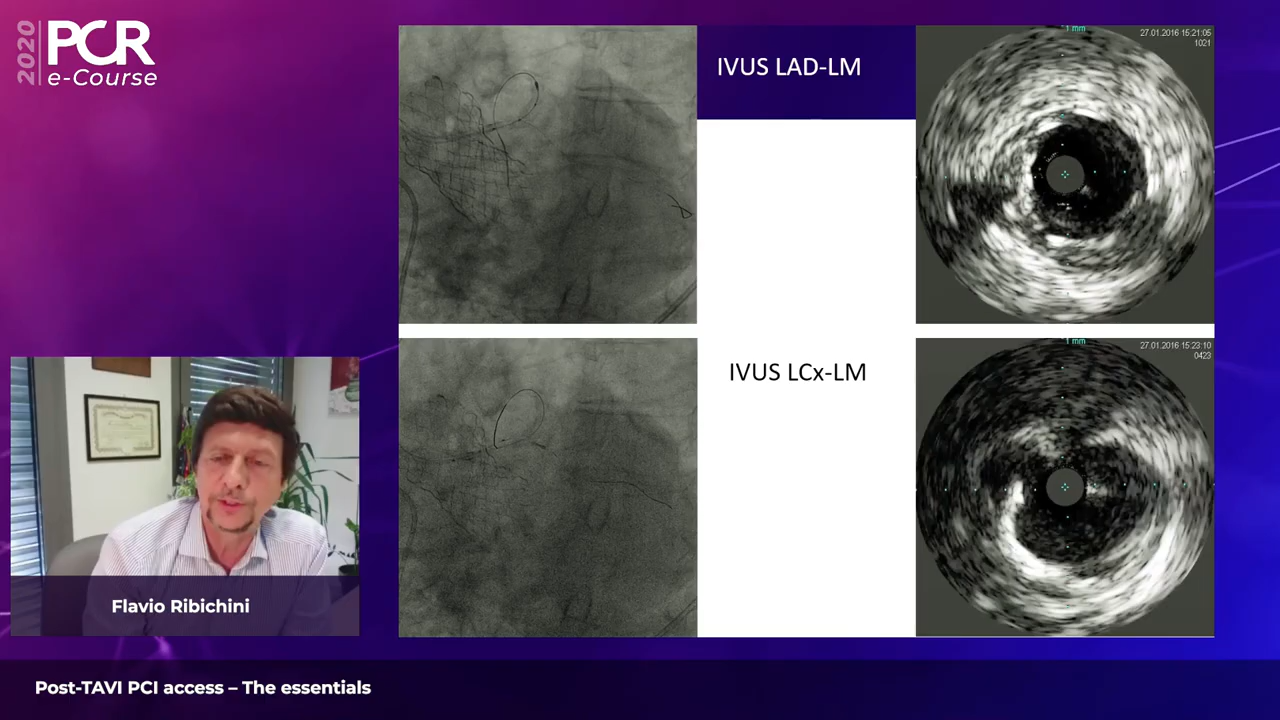 2020
PCR
e-Course
IVUS LAD-LM
1 mm
27.01.2016 15:21:05
1021
IVUS LCx-LM
1 mm
27.01.2016 15:23:10
0423
Flavio Ribichini
Post-TAVI PCI access – The essentials